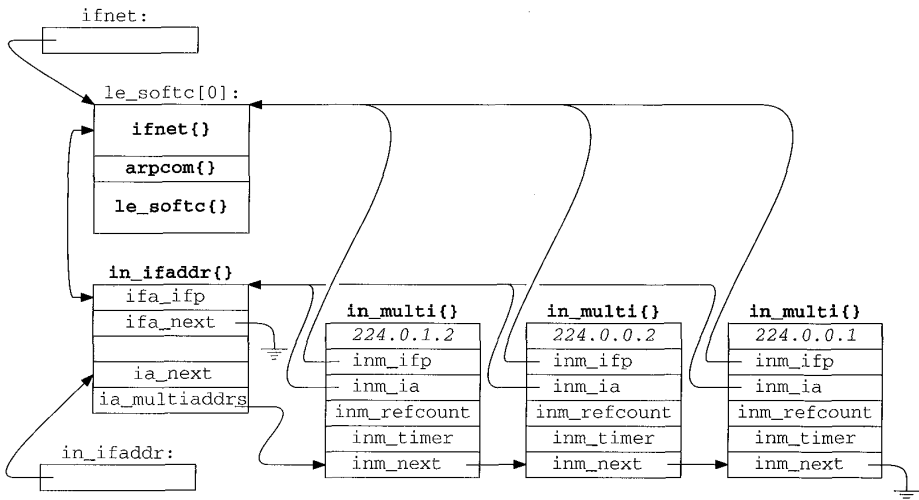 ifnet:
le_softc[0]:
ifnet{}
arpcom{}
le_softc{}
in_ifaddr{}
ifa_ifp
ifa_next
ia_next
ia_multiaddrs
in_ifaddr:
in_multi{}
224.0.1.2
inm_ifp
inm_ia
inm_refcount
inm_timer
inm_next
in_multi{}
224.0.0.2
inm_ifp
inm_ia
inm_refcount
inm_timer
inm_next
in_multi{}
224.0.0.1
inm_ifp
inm_ia
inm_refcount
inm_timer
inm_next